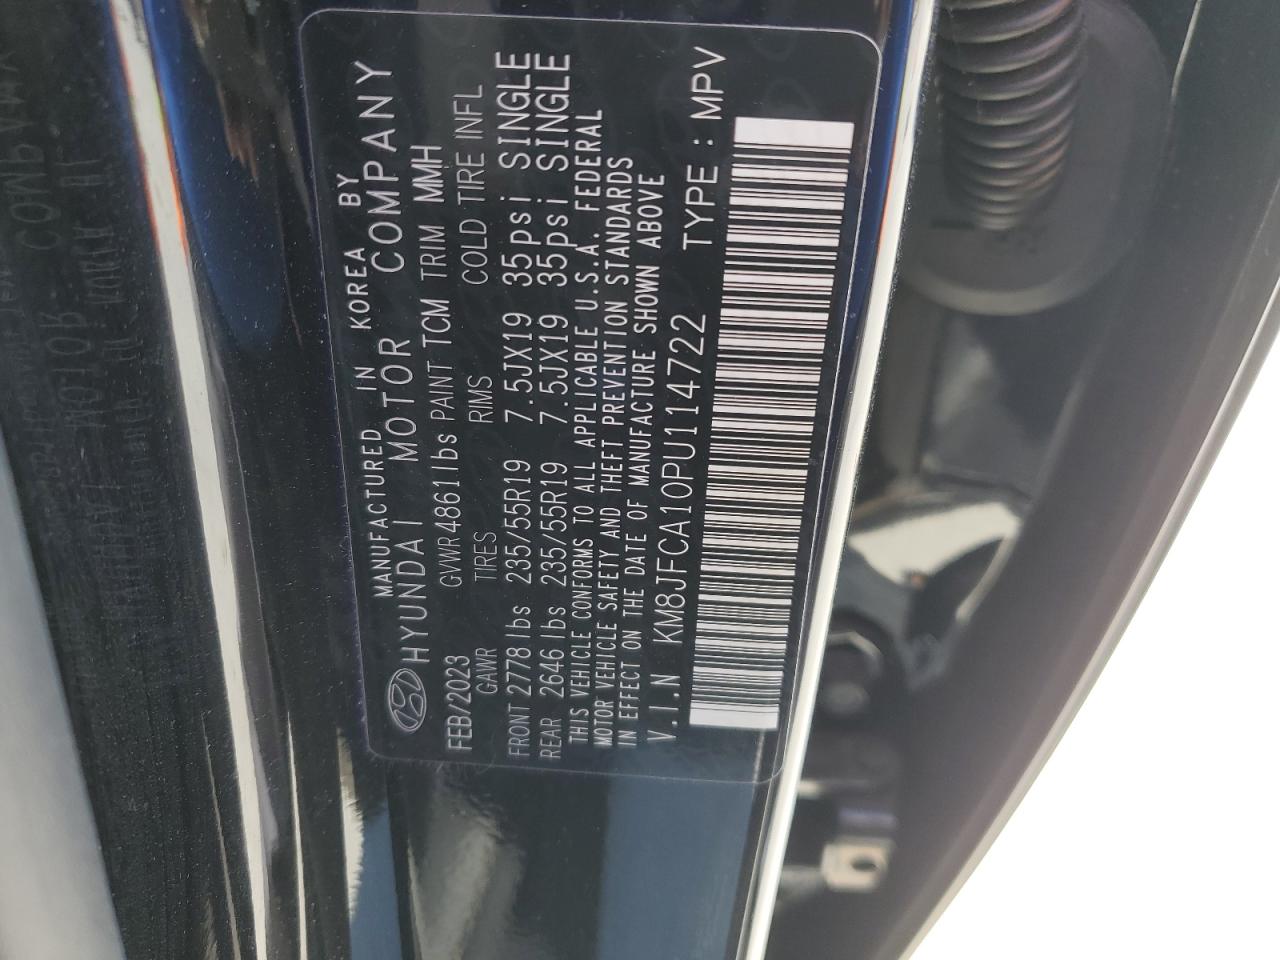 MANUFACTURED IN KOREA BY
HYUNDAI MOTOR COMPANY
FEB/2023 GVWR 4861lbs PAINT TCM TRIM MMH
GAWR TIRES RIMS COLD TIRE INFL
FRONT 2778lbs 235/55R19 7.5JX19 35psi SINGLE
REAR 2646lbs 235/55R19 7.5JX19 35psi SINGLE
THIS VEHICLE CONFORMS TO ALL APPLICABLE U.S.A. FEDERAL
MOTOR VEHICLE SAFETY AND THEFT PREVENTION STANDARDS
IN EFFECT ON THE DATE OF MANUFACTURE SHOWN ABOVE
V.I.N KM8JFCA10PU114722 TYPE : MPV